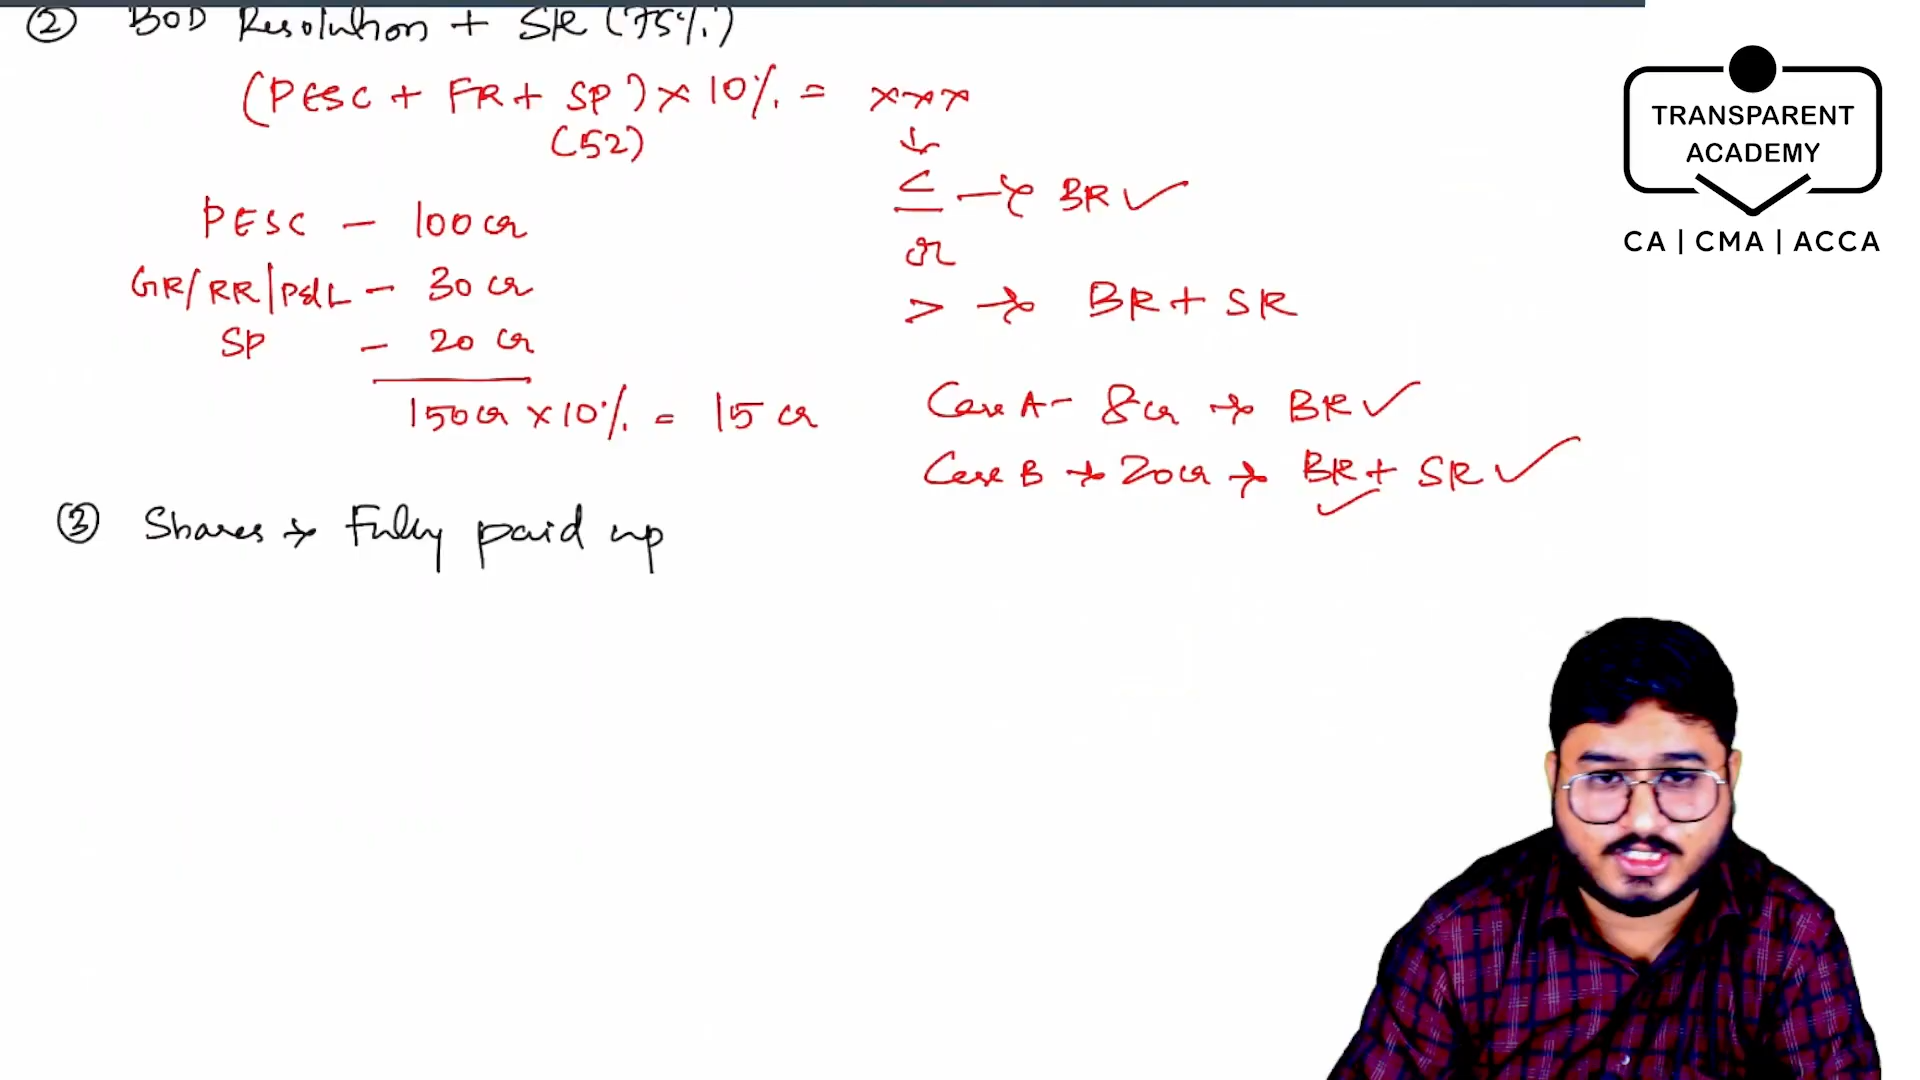 ② BOD Resolution + SR (75%)
(PESC + FR + SP) × 10% = xxx
(52)
≤ → BR ✓
or
> → BR + SR
PESC - 100 cr
GR/RR/P&L - 30 cr
SP - 20 cr
150 cr × 10% = 15 cr
Case A - 8 cr → BR ✓
Case B → 20 cr → BR + SR ✓
③ Shares → Fully paid up
TRANSPARENT
ACADEMY
CA | CMA | ACCA